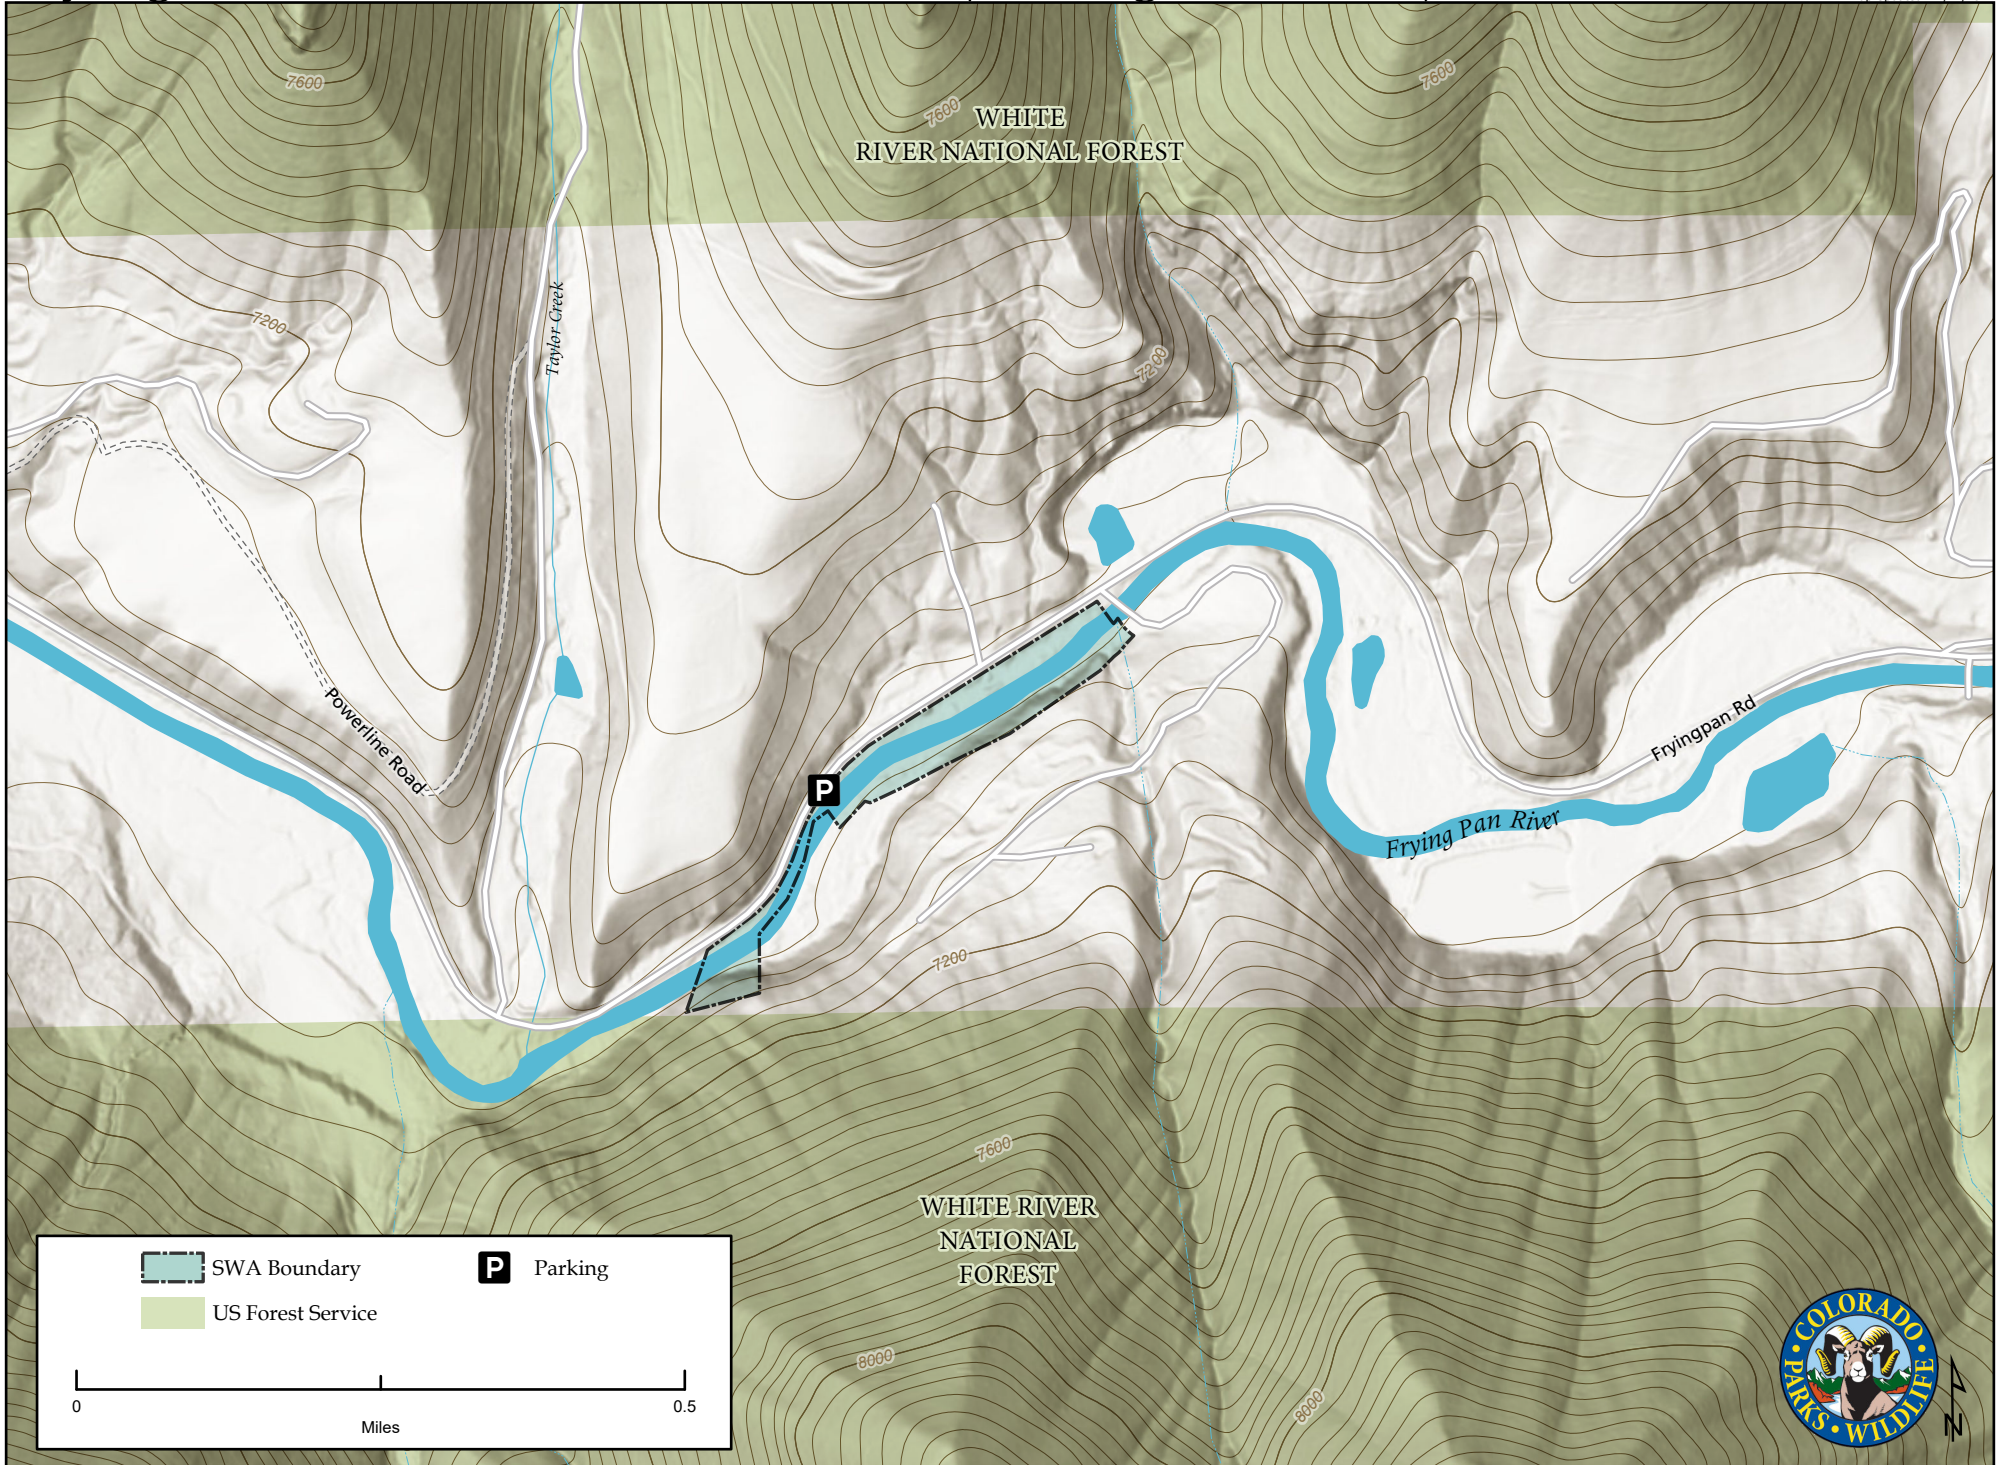 7600
7600
7600
WHITE
RIVER NATIONAL FOREST
Taylor Creek
7200
7200
Powerline Road
P
Fryingpan Rd
Frying Pan River
7200
7600
WHITE RIVER
NATIONAL
FOREST
8000
8000
SWA Boundary
P Parking
US Forest Service
0
0.5
Miles
COLORADO
PARKS • WILDLIFE
N